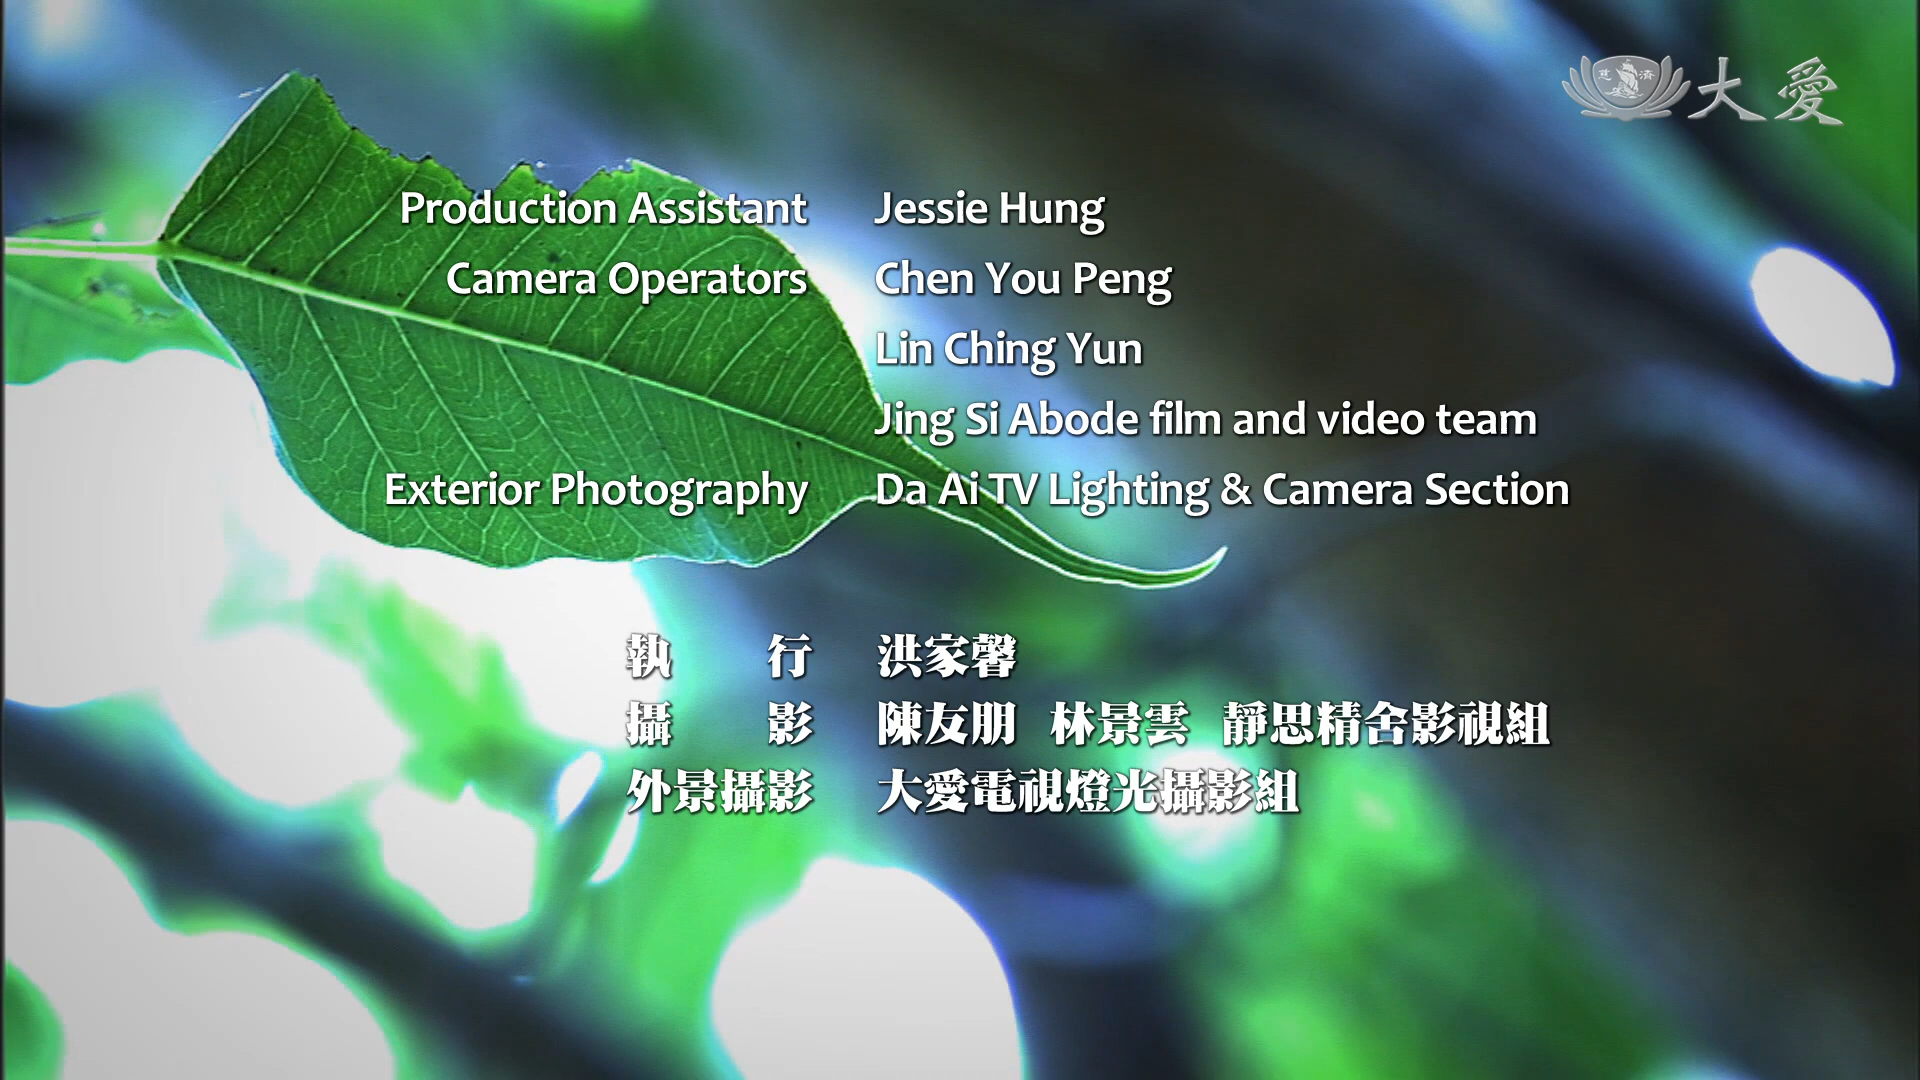 慈濟 大愛
Production Assistant Jessie Hung
Camera Operators Chen You Peng
Lin Ching Yun
Jing Si Abode film and video team
Exterior Photography Da Ai TV Lighting & Camera Section
執 行 洪家馨
攝 影 陳友朋 林景雲 靜思精舍影視組
外景攝影 大愛電視燈光攝影組